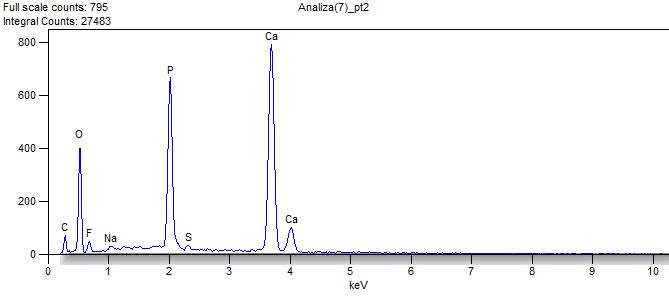 Full scale counts: 795
Analiza(7)_pt2
Integral Counts: 27483
Ca
800
P
600
O
400
200
C
F
Na
S
Ca
0
0 1 2 3 4 5 6 7 8 9 10
keV